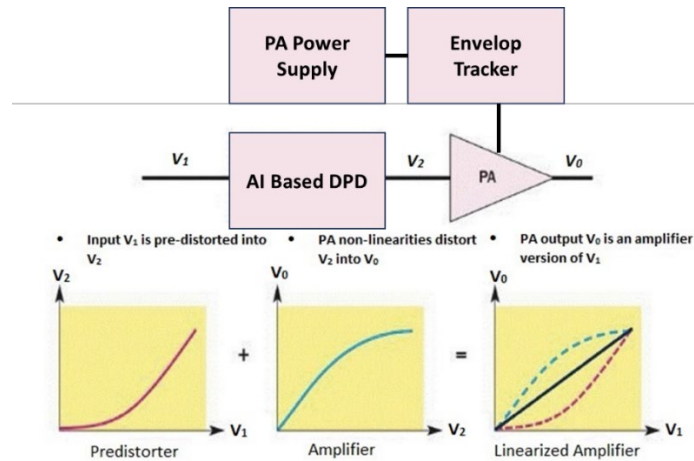 PA Power
Supply
Envelop
Tracker
V₁
AI Based DPD
V₂
PA
V₀
• Input V₁ is pre-distorted into
V₂
• PA non-linearities distort
V₂ into V₀
• PA output V₀ is an amplifier
version of V₁
V₂
V₁
Predistorter
+
V₀
V₂
Amplifier
=
V₀
V₁
Linearized Amplifier